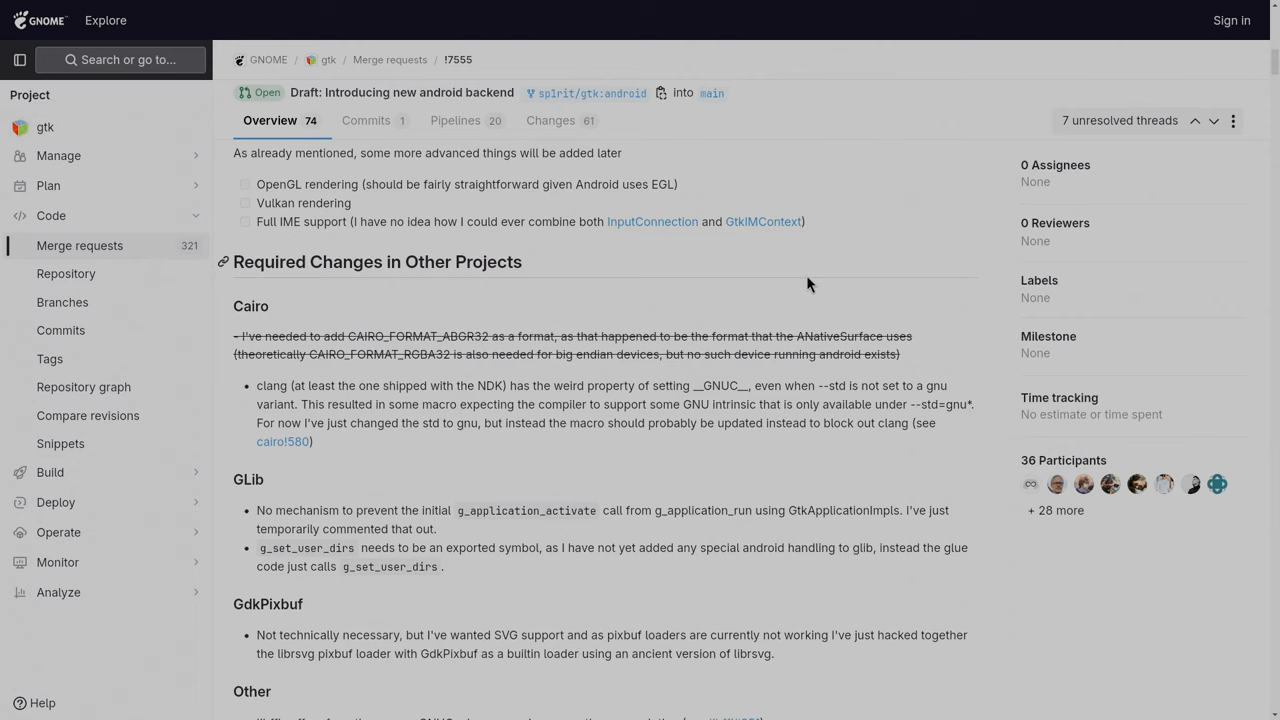 GNOME
Explore
Sign in
Search or go to...
GNOME / gtk / Merge requests / !7555
Project
Open Draft: Introducing new android backend sp1rit/gtk:android into main
gtk
Overview 74 Commits 1 Pipelines 20 Changes 61
7 unresolved threads
Manage
Plan
Code
Merge requests 321
Repository
Branches
Commits
Tags
Repository graph
Compare revisions
Snippets
Build
Deploy
Operate
Monitor
Analyze
Help
As already mentioned, some more advanced things will be added later
OpenGL rendering (should be fairly straightforward given Android uses EGL)
Vulkan rendering
Full IME support (I have no idea how I could ever combine both InputConnection and GtkIMContext)
Required Changes in Other Projects
Cairo
- I've needed to add CAIRO_FORMAT_ABGR32 as a format, as that happened to be the format that the ANativeSurface uses
(theoretically CAIRO_FORMAT_RGBA32 is also needed for big endian devices, but no such device running android exists)
• clang (at least the one shipped with the NDK) has the weird property of setting __GNUC__, even when --std is not set to a gnu
variant. This resulted in some macro expecting the compiler to support some GNU intrinsic that is only available under --std=gnu*.
For now I've just changed the std to gnu, but instead the macro should probably be updated instead to block out clang (see
cairo!580)
GLib
• No mechanism to prevent the initial g_application_activate call from g_application_run using GtkApplicationImpls. I've just
temporarily commented that out.
• g_set_user_dirs needs to be an exported symbol, as I have not yet added any special android handling to glib, instead the glue
code just calls g_set_user_dirs.
GdkPixbuf
• Not technically necessary, but I've wanted SVG support and as pixbuf loaders are currently not working I've just hacked together
the librsvg pixbuf loader with GdkPixbuf as a builtin loader using an ancient version of librsvg.
Other
0 Assignees
None
0 Reviewers
None
Labels
None
Milestone
None
Time tracking
No estimate or time spent
36 Participants
+ 28 more